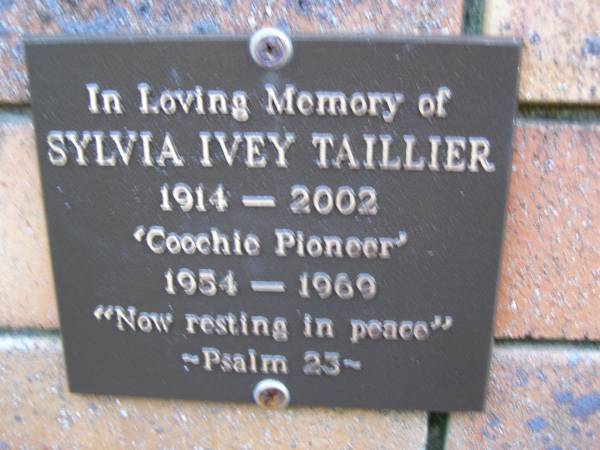 In Loving Memory of
SYLVIA IVEY TAILLIER
1914 — 2002
'Coochie Pioneer'
1954 — 1969
"Now resting in peace"
~Psalm 23~